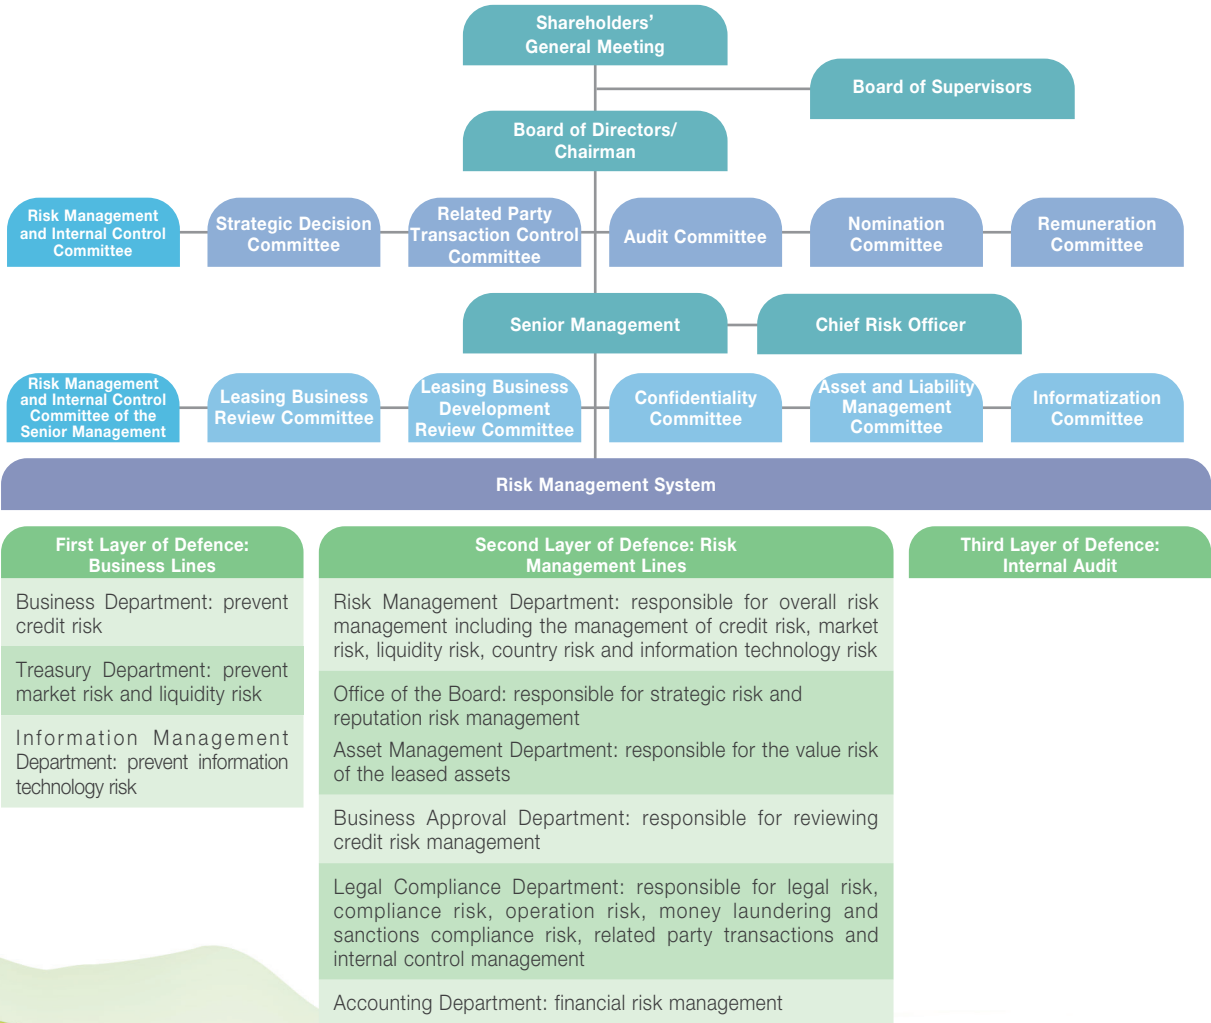 Shareholders'
General Meeting
Board of Supervisors
Board of Directors/
Chairman
Risk Management
and Internal Control
Committee
Strategic Decision
Committee
Related Party
Transaction Control
Committee
Audit Committee
Nomination
Committee
Remuneration
Committee
Senior Management
Chief Risk Officer
Risk Management
and Internal Control
Committee of the
Senior Management
Leasing Business
Review Committee
Leasing Business
Development
Review Committee
Confidentiality
Committee
Asset and Liability
Management
Committee
Informatization
Committee
Risk Management System
First Layer of Defence:
Business Lines
Business Department: prevent
credit risk
Treasury Department: prevent
market risk and liquidity risk
Information Management
Department: prevent information
technology risk
Second Layer of Defence: Risk
Management Lines
Risk Management Department: responsible for overall risk
management including the management of credit risk, market
risk, liquidity risk, country risk and information technology risk
Office of the Board: responsible for strategic risk and
reputation risk management
Asset Management Department: responsible for the value risk
of the leased assets
Business Approval Department: responsible for reviewing
credit risk management
Legal Compliance Department: responsible for legal risk,
compliance risk, operation risk, money laundering and
sanctions compliance risk, related party transactions and
internal control management
Accounting Department: financial risk management
Third Layer of Defence:
Internal Audit